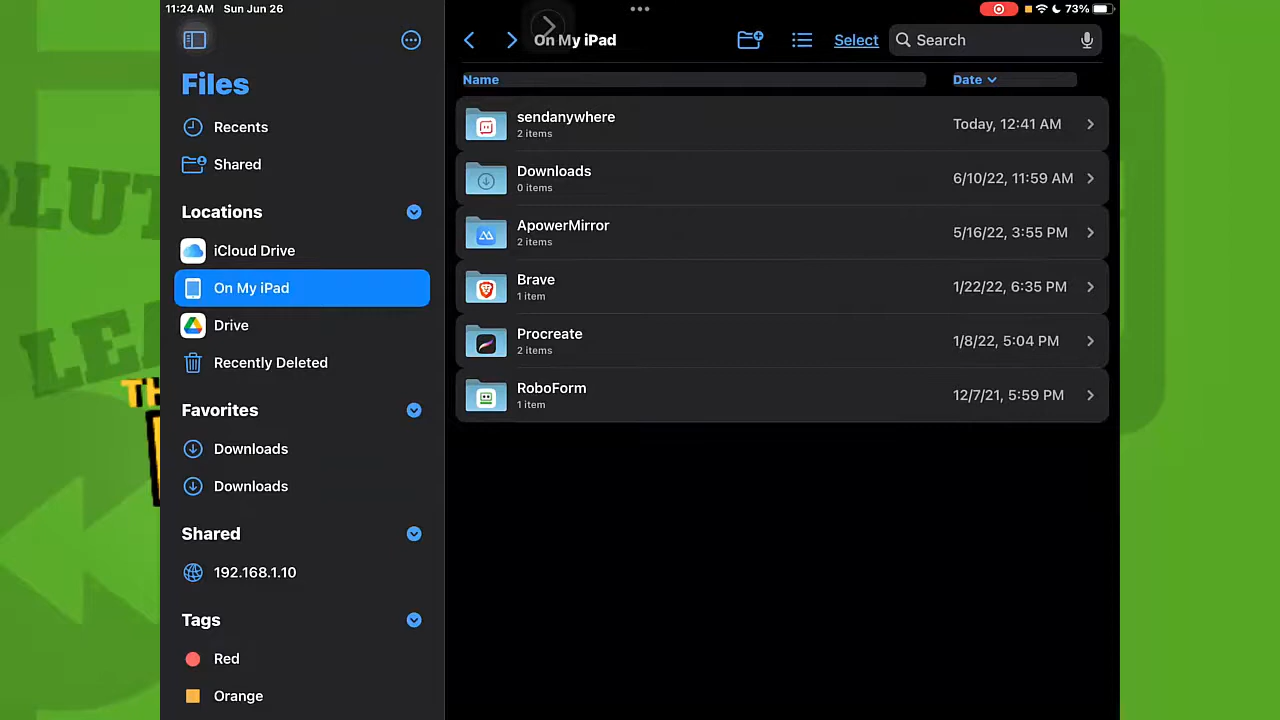 11:24 AM Sun Jun 26
73%
Files
Recents
Shared
Locations
iCloud Drive
On My iPad
Drive
Recently Deleted
Favorites
Downloads
Downloads
Shared
192.168.1.10
Tags
Red
Orange
On My iPad
Select
Search
Name
Date
sendanywhere
2 items
Today, 12:41 AM
Downloads
0 items
6/10/22, 11:59 AM
ApowerMirror
2 items
5/16/22, 3:55 PM
Brave
1 item
1/22/22, 6:35 PM
Procreate
2 items
1/8/22, 5:04 PM
RoboForm
1 item
12/7/21, 5:59 PM